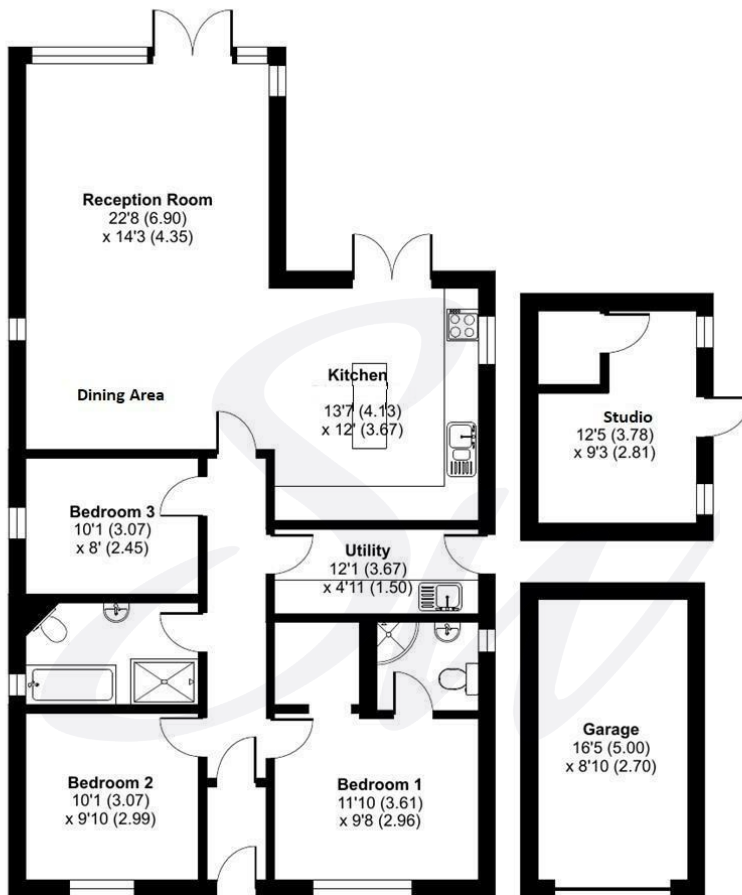 Reception Room
22'8 (6.90)
x 14'3 (4.35)
Dining Area
Kitchen
13'7 (4.13)
x 12' (3.67)
Studio
12'5 (3.78)
x 9'3 (2.81)
Bedroom 3
10'1 (3.07)
x 8' (2.45)
Utility
12'1 (3.67)
x 4'11 (1.50)
Bedroom 2
10'1 (3.07)
x 9'10 (2.99)
Bedroom 1
11'10 (3.61)
x 9'8 (2.96)
Garage
16'5 (5.00)
x 8'10 (2.70)
Sw